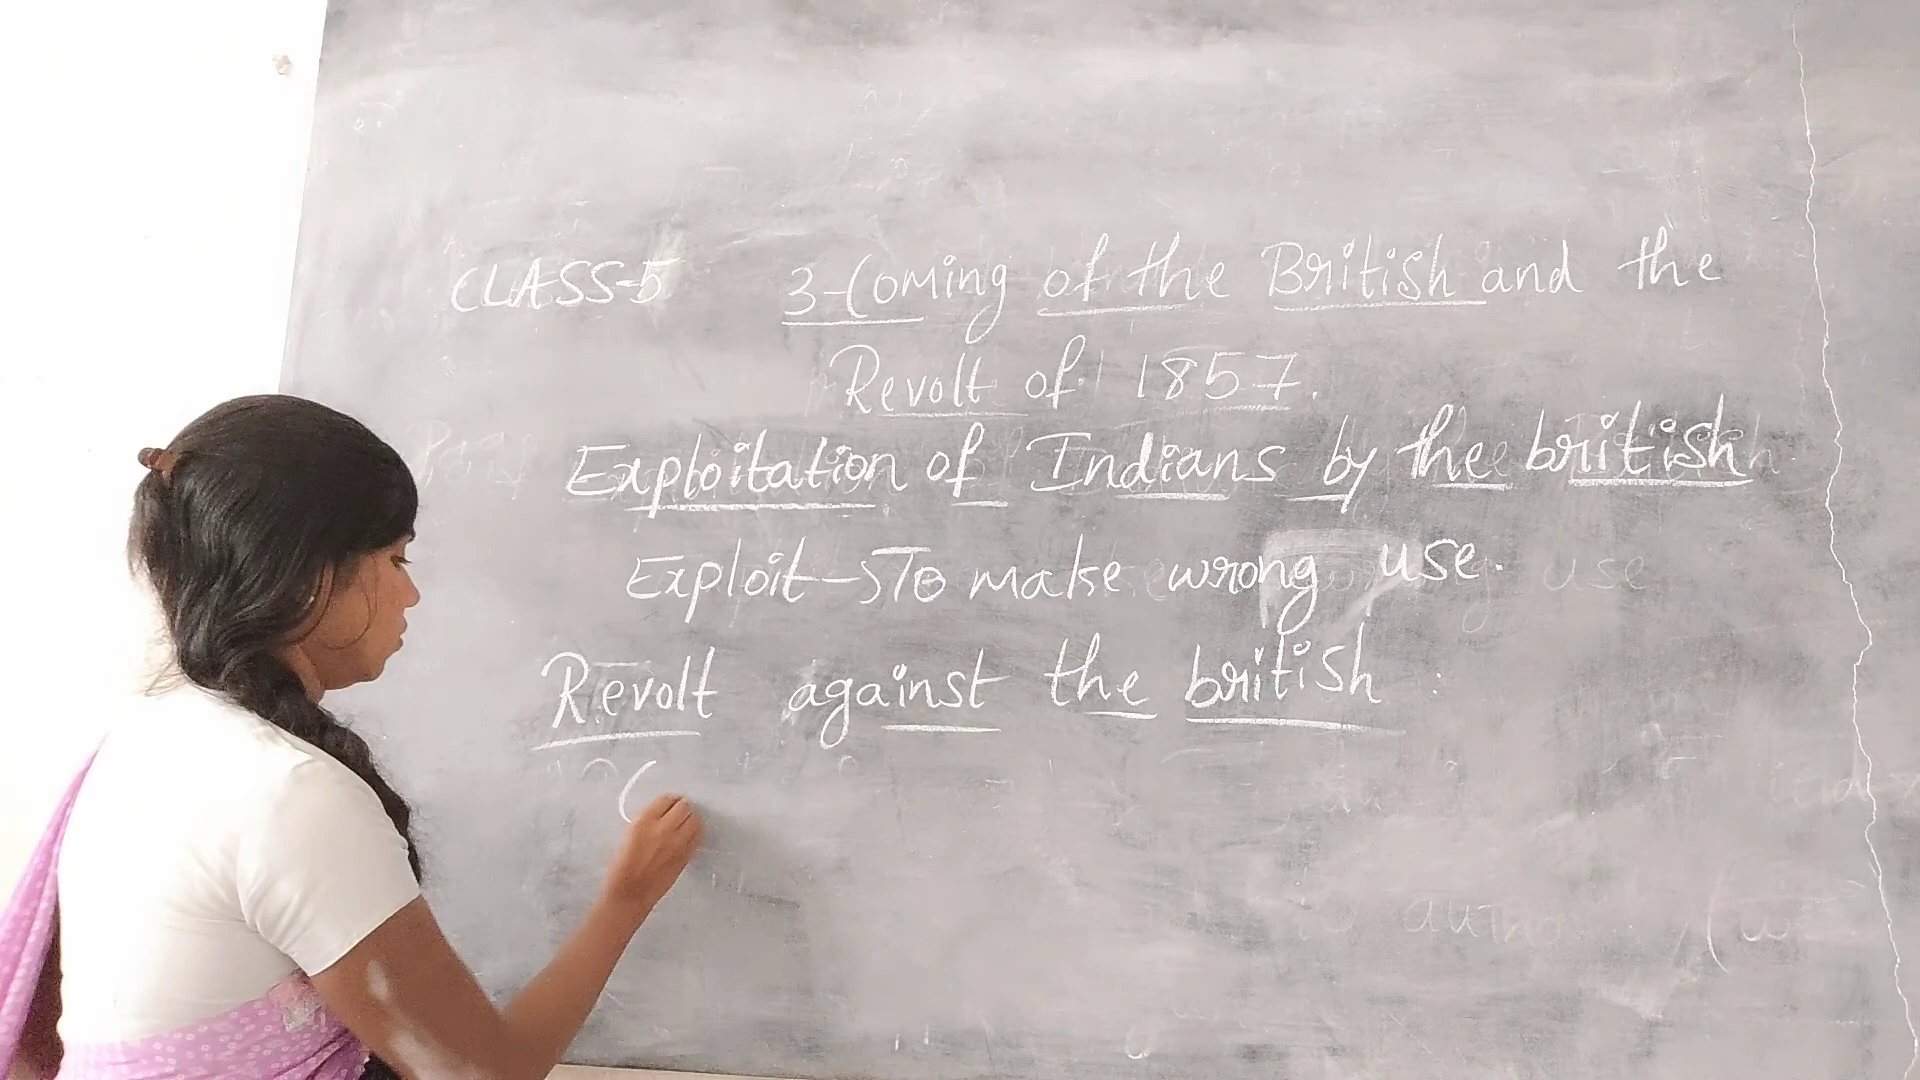 CLASS-5 3-Coming of the British and the
Revolt of 1857.
Exploitation of Indians by the british
Exploit→To make wrong use.
Revolt against the british :
(